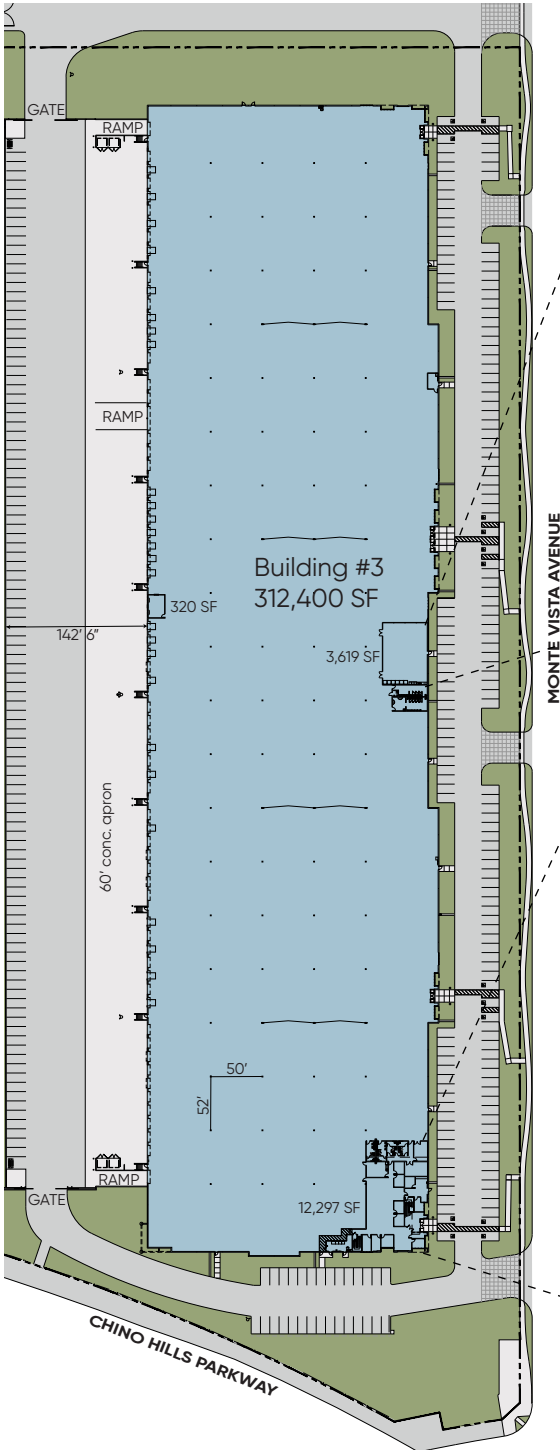 GATE
RAMP
RAMP
Building #3
312,400 SF
320 SF
142' 6"
3,619 SF
MONTE VISTA AVENUE
60' conc. apron
50'
52'
RAMP
GATE
12,297 SF
CHINO HILLS PARKWAY